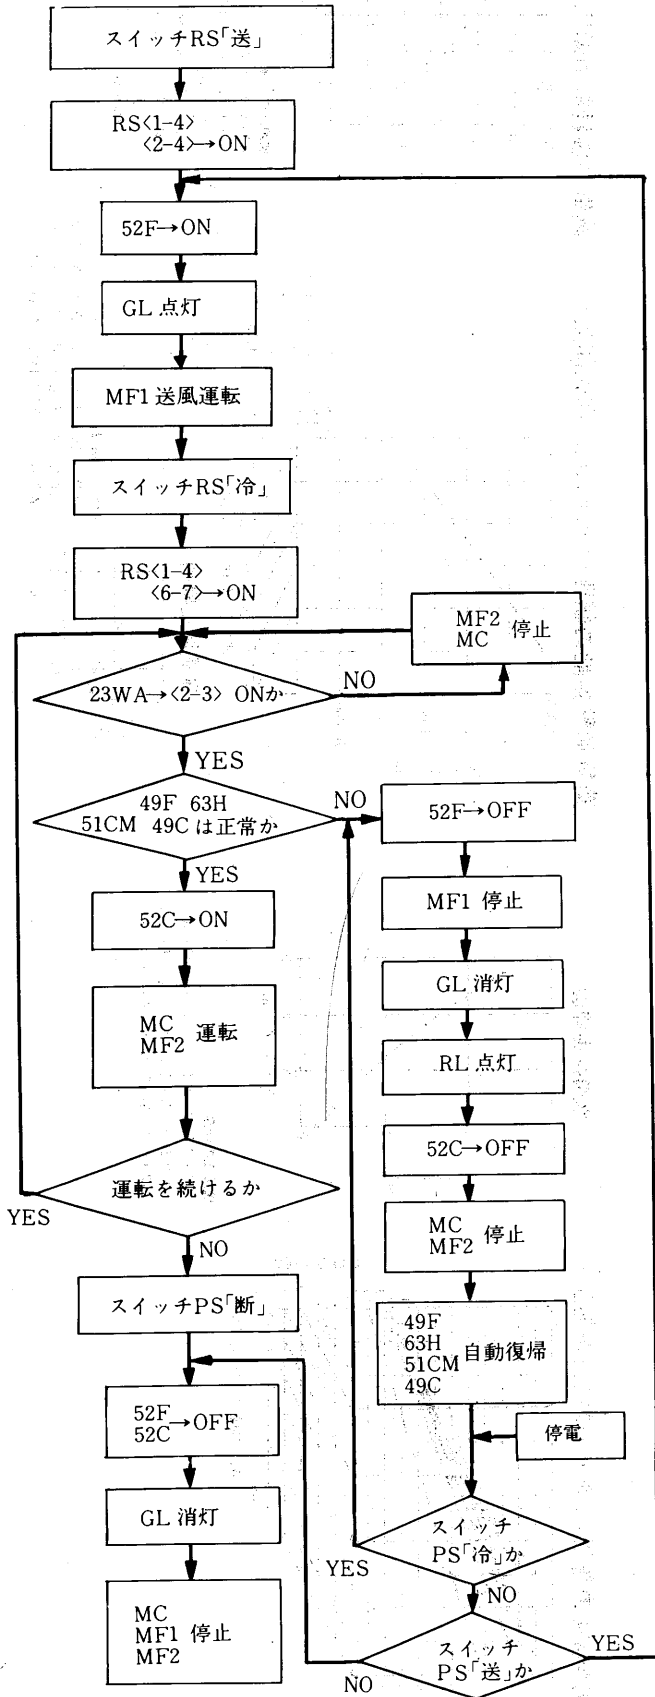 スイッチRS「送」
RS<1-4>
<2-4>→ON
52F→ON
GL 点灯
MF1 送風運転
スイッチRS「冷」
RS<1-4>
<6-7>→ON
MF2
MC 停止
23WA→<2-3> ONか
NO
YES
49F 63H
51CM 49C は正常か
NO
YES
52F→OFF
52C→ON
MF1 停止
MC
MF2 運転
GL 消灯
RL 点灯
52C→OFF
運転を続けるか
YES
NO
MC
MF2 停止
スイッチPS「断」
49F
63H
51CM
49C
自動復帰
52F
52C →OFF
停電
GL 消灯
スイッチ
PS「冷」か
YES
NO
MC
MF1 停止
MF2
スイッチ
PS「送」か
YES
NO